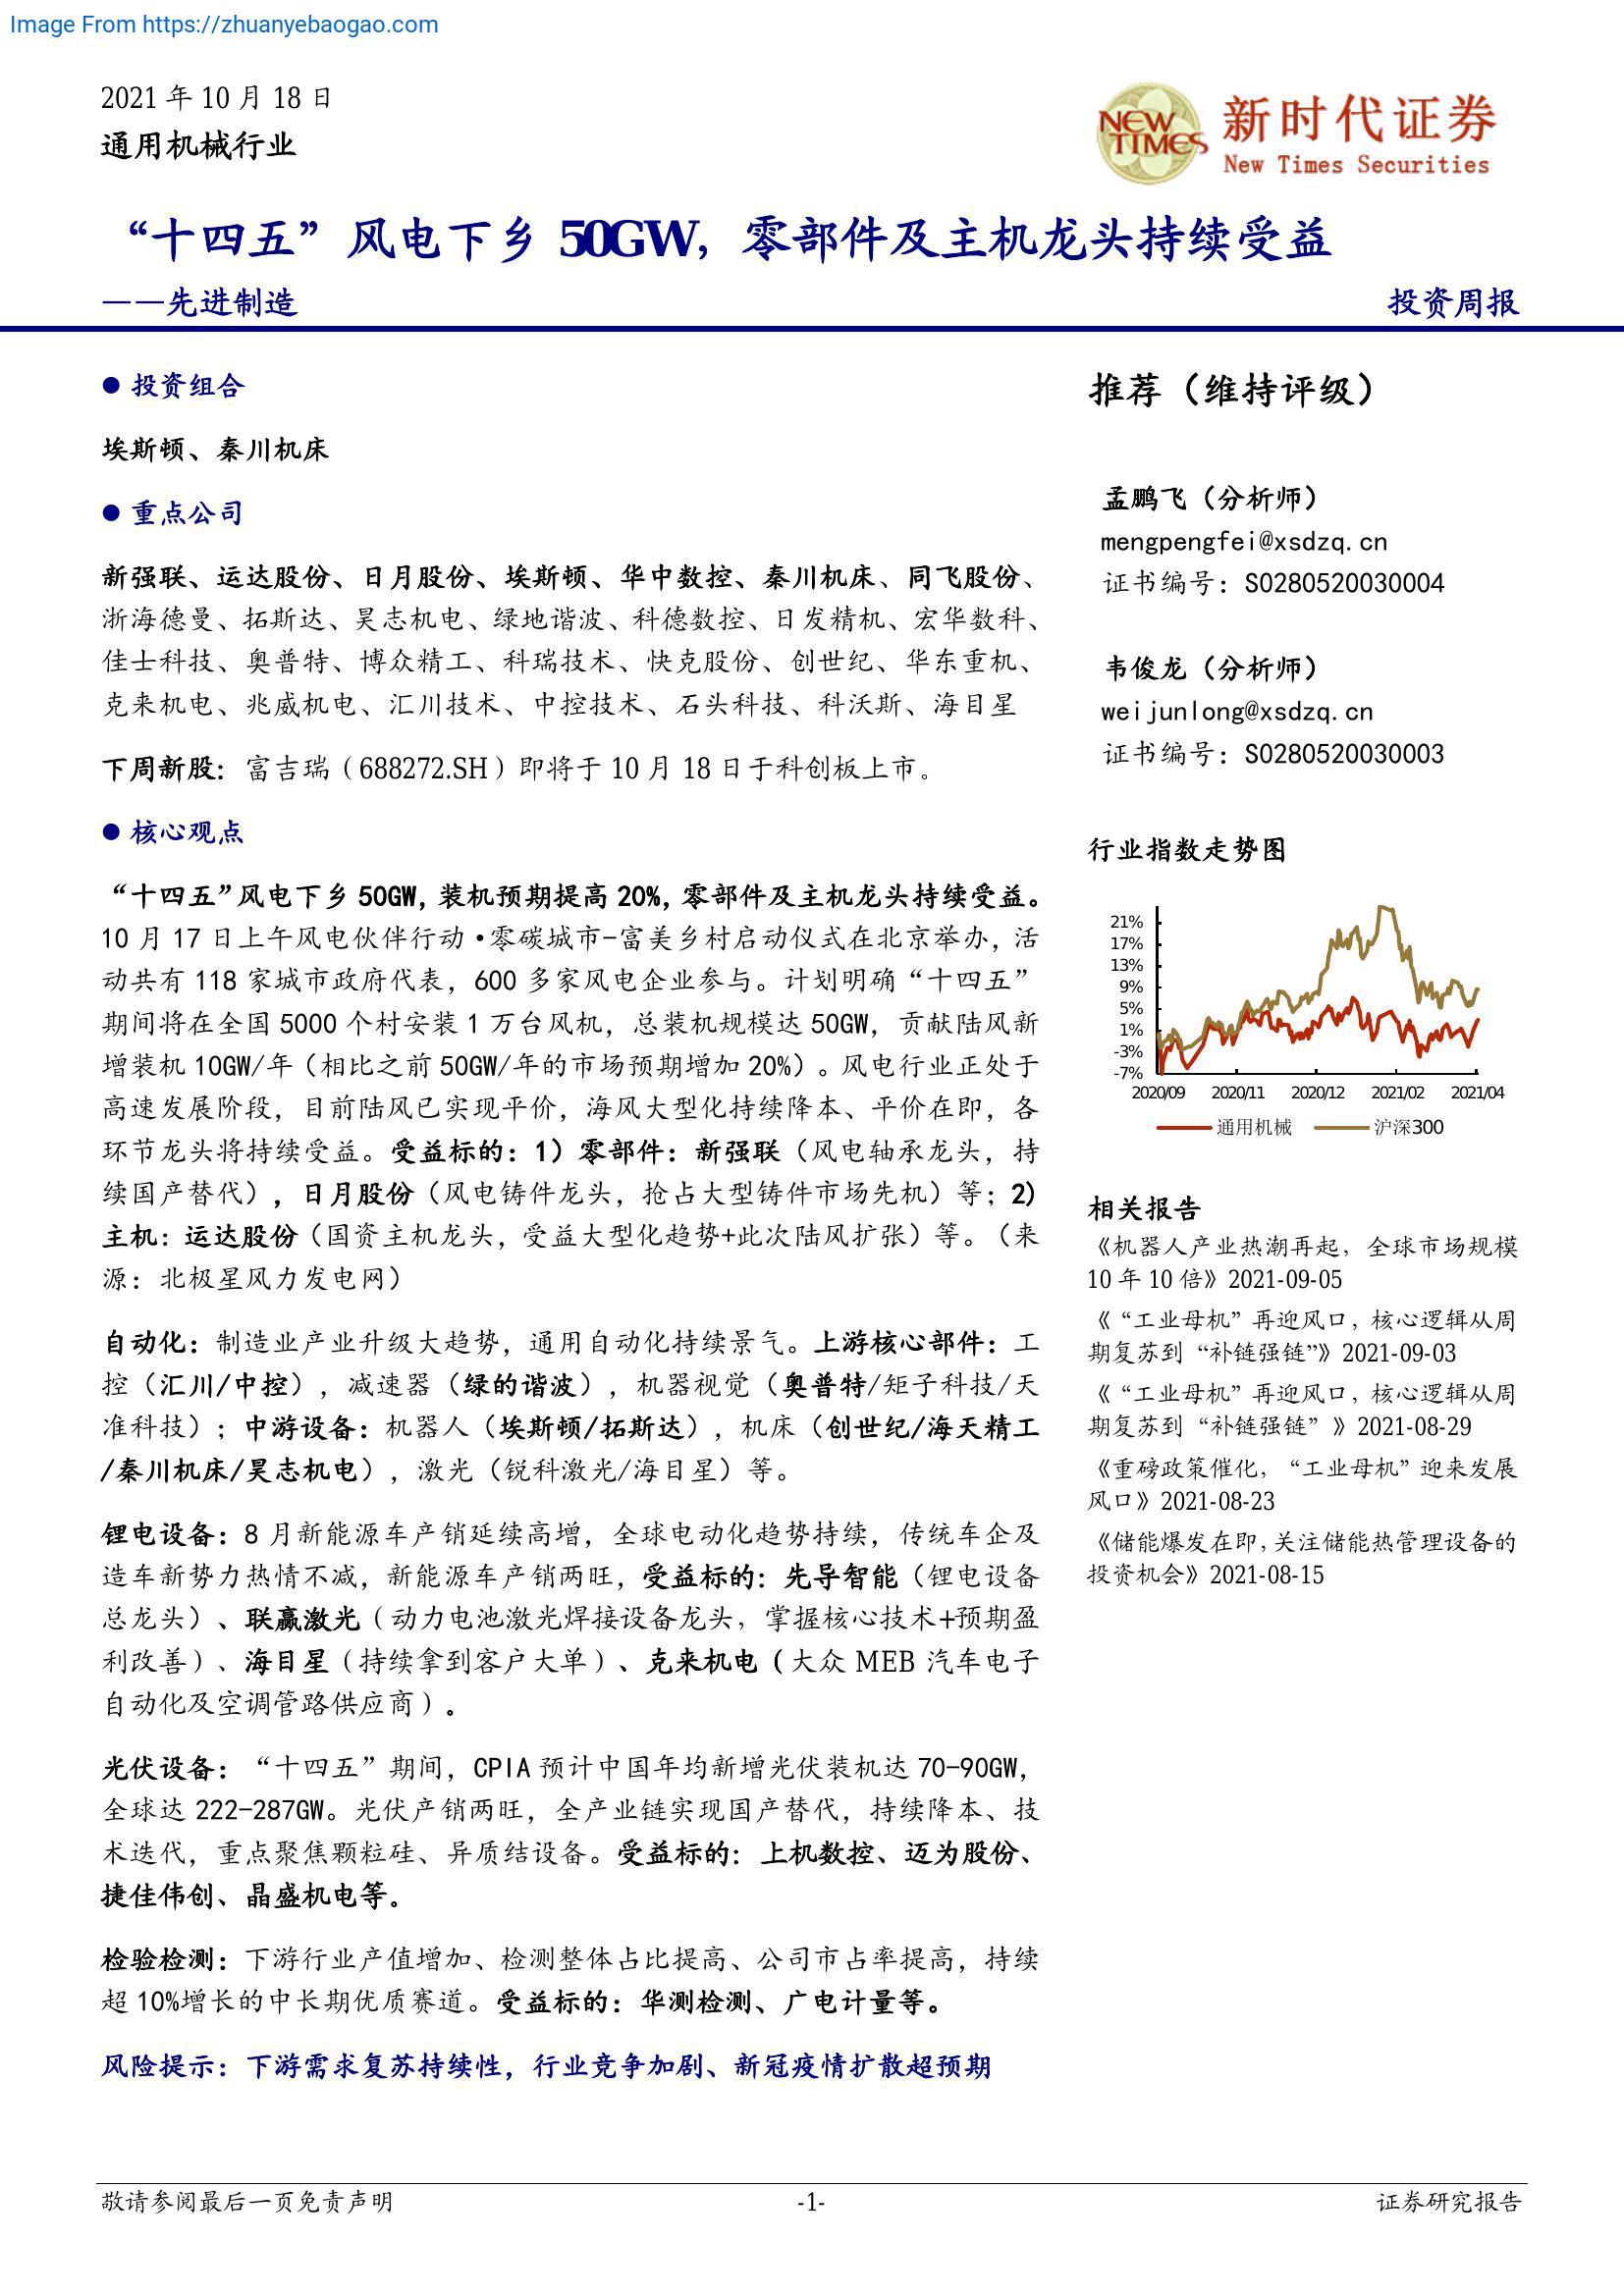 Image From https://zhuanyebaogao.com
2021 年 10 月 18 日
通用机械行业
NEW TIMES
新时代证券
New Times Securities
“十四五”风电下乡 50GW，零部件及主机龙头持续受益
——先进制造
投资周报
● 投资组合
埃斯顿、秦川机床
● 重点公司
新强联、运达股份、日月股份、埃斯顿、华中数控、秦川机床、同飞股份、
浙海德曼、拓斯达、昊志机电、绿地谐波、科德数控、日发精机、宏华数科、
佳士科技、奥普特、博众精工、科瑞技术、快克股份、创世纪、华东重机、
克来机电、兆威机电、汇川技术、中控技术、石头科技、科沃斯、海目星
下周新股：富吉瑞（688272.SH）即将于 10 月 18 日于科创板上市。
● 核心观点
“十四五”风电下乡 50GW，装机预期提高 20%，零部件及主机龙头持续受益。
10 月 17 日上午风电伙伴行动·零碳城市-富美乡村启动仪式在北京举办，活
动共有 118 家城市政府代表，600 多家风电企业参与。计划明确“十四五”
期间将在全国 5000 个村安装 1 万台风机，总装机规模达 50GW，贡献陆风新
增装机 10GW/年（相比之前 50GW/年的市场预期增加 20%）。风电行业正处于
高速发展阶段，目前陆风已实现平价，海风大型化持续降本、平价在即，各
环节龙头将持续受益。受益标的：1）零部件：新强联（风电轴承龙头，持
续国产替代），日月股份（风电铸件龙头，抢占大型铸件市场先机）等；2）
主机：运达股份（国资主机龙头，受益大型化趋势+此次陆风扩张）等。（来
源：北极星风力发电网）
自动化：制造业产业升级大趋势，通用自动化持续景气。上游核心部件：工
控（汇川/中控），减速器（绿的谐波），机器视觉（奥普特/矩子科技/天
准科技）；中游设备：机器人（埃斯顿/拓斯达），机床（创世纪/海天精工
/秦川机床/昊志机电），激光（锐科激光/海目星）等。
锂电设备：8 月新能源车产销延续高增，全球电动化趋势持续，传统车企及
造车新势力热情不减，新能源车产销两旺，受益标的：先导智能（锂电设备
总龙头）、联赢激光（动力电池激光焊接设备龙头，掌握核心技术+预期盈
利改善）、海目星（持续拿到客户大单）、克来机电（大众 MEB 汽车电子
自动化及空调管路供应商）。
光伏设备：“十四五”期间，CPIA 预计中国年均新增光伏装机达 70-90GW，
全球达 222-287GW。光伏产销两旺，全产业链实现国产替代，持续降本、技
术迭代，重点聚焦颗粒硅、异质结设备。受益标的：上机数控、迈为股份、
捷佳伟创、晶盛机电等。
检验检测：下游行业产值增加、检测整体占比提高、公司市占率提高，持续
超 10%增长的中长期优质赛道。受益标的：华测检测、广电计量等。
风险提示：下游需求复苏持续性，行业竞争加剧、新冠疫情扩散超预期
推荐（维持评级）
孟鹏飞（分析师）
mengpengfei@xsdzq.cn
证书编号：S0280520030004
韦俊龙（分析师）
weijunlong@xsdzq.cn
证书编号：S0280520030003
行业指数走势图
21%
17%
13%
9%
5%
1%
-3%
-7%
2020/09 2020/11 2020/12 2021/02 2021/04
通用机械 沪深300
相关报告
《机器人产业热潮再起，全球市场规模
10 年 10 倍》2021-09-05
《“工业母机”再迎风口，核心逻辑从周
期复苏到“补链强链”》2021-09-03
《“工业母机”再迎风口，核心逻辑从周
期复苏到“补链强链” 》2021-08-29
《重磅政策催化，“工业母机”迎来发展
风口》2021-08-23
《储能爆发在即，关注储能热管理设备的
投资机会》2021-08-15
敬请参阅最后一页免责声明
-1-
证券研究报告